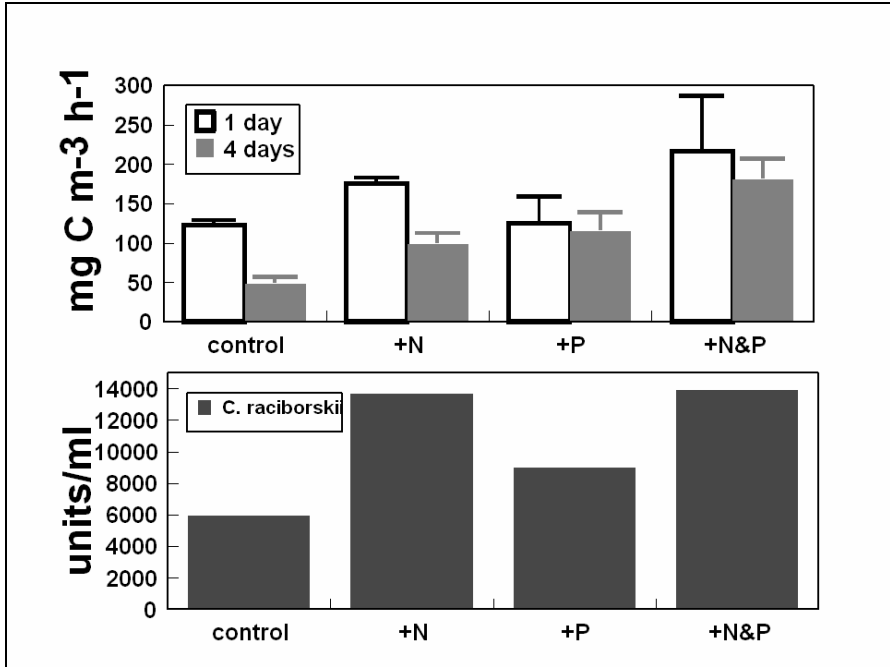 mg C m-3 h-1
300
250
200
150
100
50
0
1 day
4 days
control +N +P +N&P
units/ml
14000
12000
10000
8000
6000
4000
2000
0
C. raciborskii
control +N +P +N&P